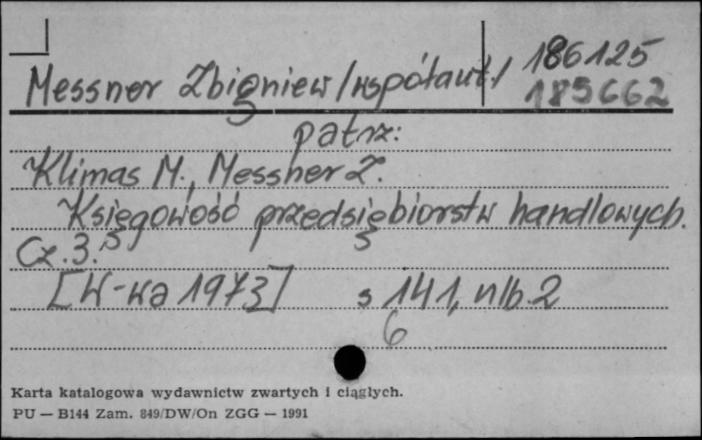 186125
Messner Zbigniew /współaut./ 185662
patrz:
Klimas M., Messner Z.
Księgowość przedsiębiorstw handlowych.
Cz. 3.
[W-wa 1973] s 141, nlb. 2
6
Karta katalogowa wydawnictw zwartych i ciągłych.
PU — B144 Zam. 849/DW/On ZGG — 1991